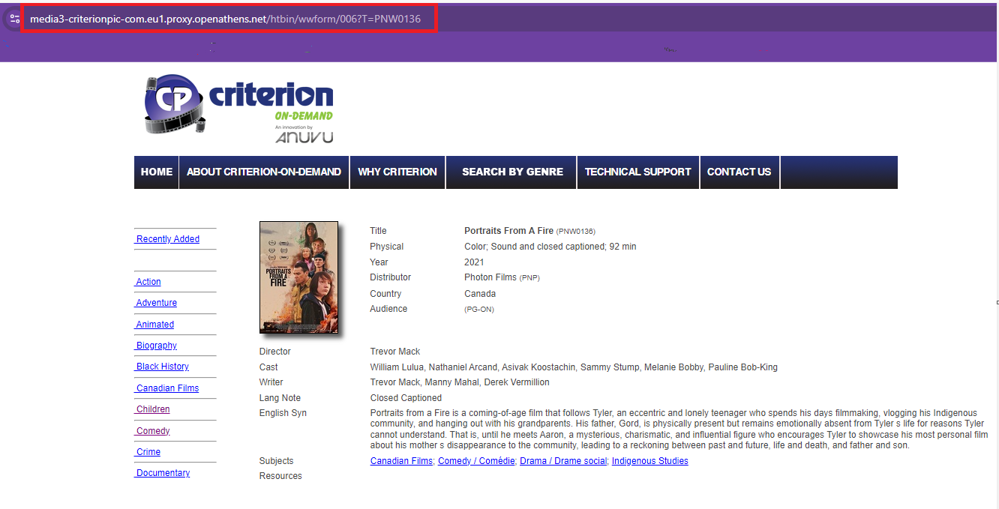 media3-criterionpic-com.eu1.proxy.openathens.net/htbin/wwform/006?T=PNW0136
CP criterion
ON-DEMAND
An innovation by
ANUVU
HOME ABOUT CRITERION-ON-DEMAND WHY CRITERION SEARCH BY GENRE TECHNICAL SUPPORT CONTACT US
Recently Added
Action
Adventure
Animated
Biography
Black History
Canadian Films
Children
Comedy
Crime
Documentary
PORTRAITS
FROM A
FIRE
Title Portraits From A Fire (PNW0136)
Physical Color; Sound and closed captioned; 92 min
Year 2021
Distributor Photon Films (PNP)
Country Canada
Audience (PG-ON)
Director Trevor Mack
Cast William Lulua, Nathaniel Arcand, Asivak Koostachin, Sammy Stump, Melanie Bobby, Pauline Bob-King
Writer Trevor Mack, Manny Mahal, Derek Vermillion
Lang Note Closed Captioned
English Syn Portraits from a Fire is a coming-of-age film that follows Tyler, an eccentric and lonely teenager who spends his days filmmaking, vlogging his Indigenous
community, and hanging out with his grandparents. His father, Gord, is physically present but remains emotionally absent from Tyler s life for reasons Tyler
cannot understand. That is, until he meets Aaron, a mysterious, charismatic, and influential figure who encourages Tyler to showcase his most personal film
about his mother s disappearance to the community, leading to a reckoning between past and future, life and death, and father and son.
Subjects Canadian Films; Comedy / Comédie; Drama / Drame social; Indigenous Studies
Resources